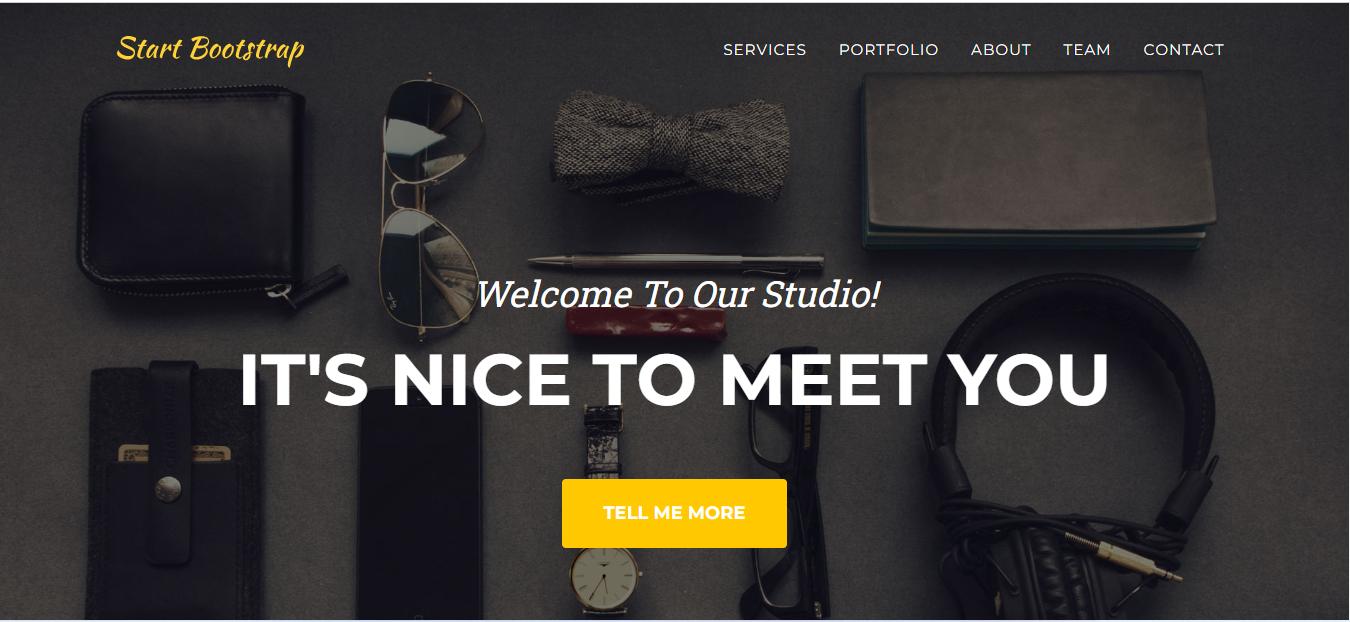 Start Bootstrap
SERVICES PORTFOLIO ABOUT TEAM CONTACT
Welcome To Our Studio!
IT'S NICE TO MEET YOU
TELL ME MORE